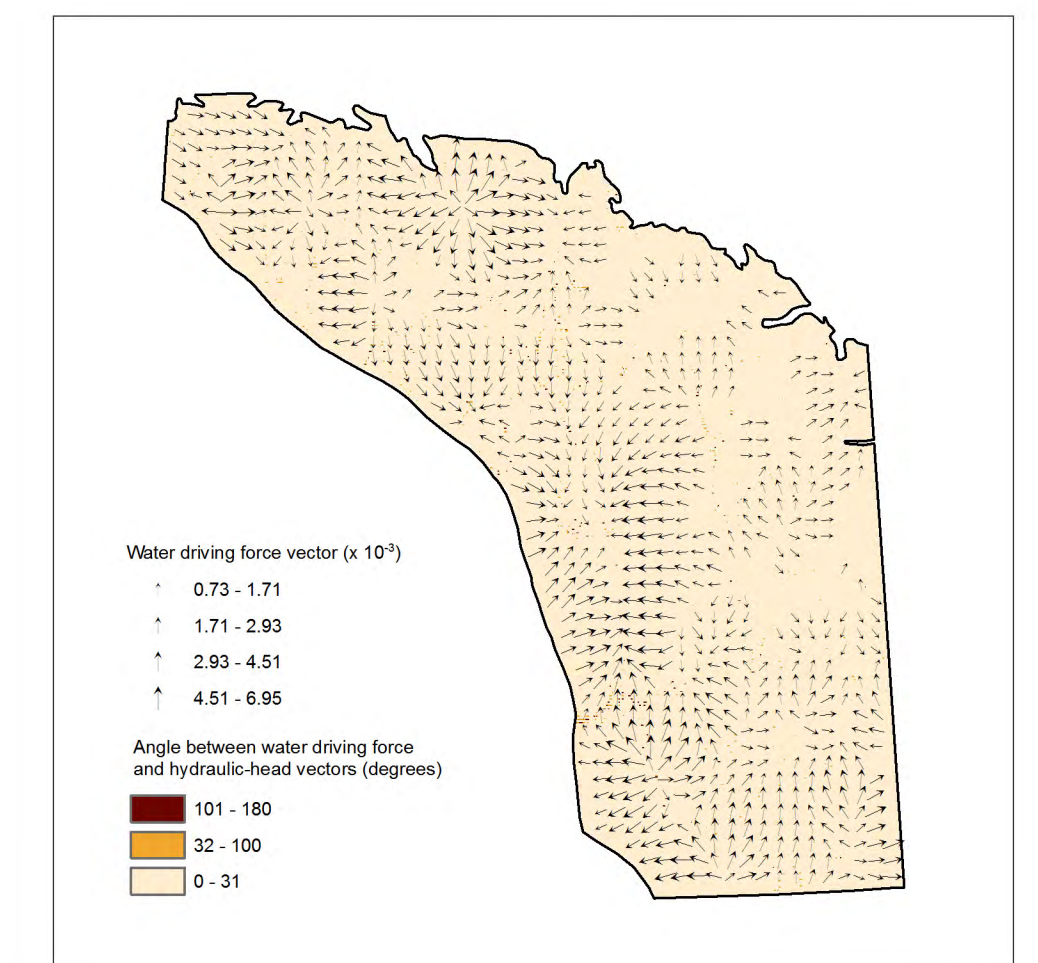 Water driving force vector (x 10-3)
0.73 - 1.71
1.71 - 2.93
2.93 - 4.51
4.51 - 6.95
Angle between water driving force
and hydraulic-head vectors (degrees)
101 - 180
32 - 100
0 - 31